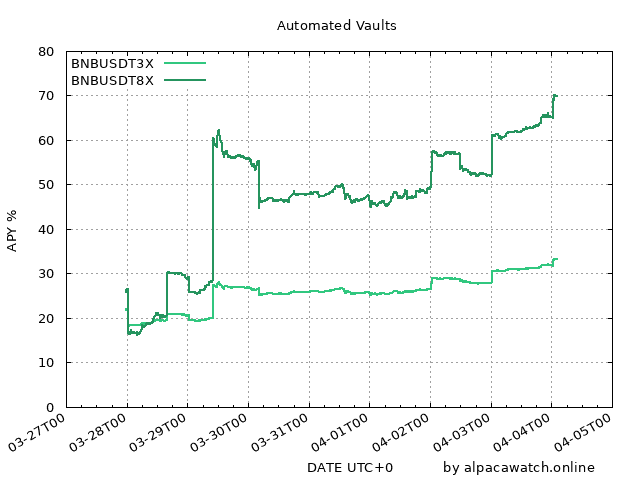 Automated Vaults
80
70
60
50
40
30
20
10
0
APY %
BNBUSDT3X
BNBUSDT8X
03-27T00
03-28T00
03-29T00
03-30T00
03-31T00
04-01T00
04-02T00
04-03T00
04-04T00
04-05T00
DATE UTC+0
by alpacawatch.online